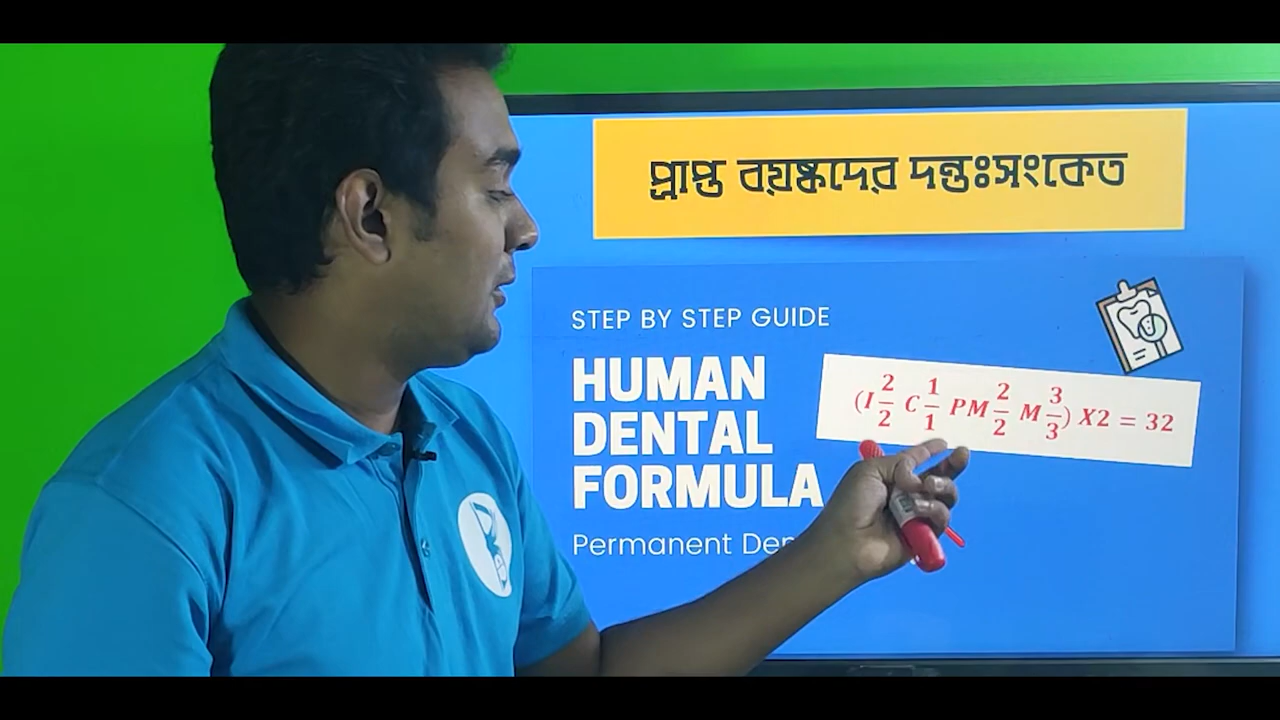 প্রাপ্ত বয়ষ্কদের দন্তঃসংকেত
STEP BY STEP GUIDE
HUMAN
DENTAL
FORMULA
(I 2/2 C 1/1 PM 2/2 M 3/3) X2 = 32
Permanent